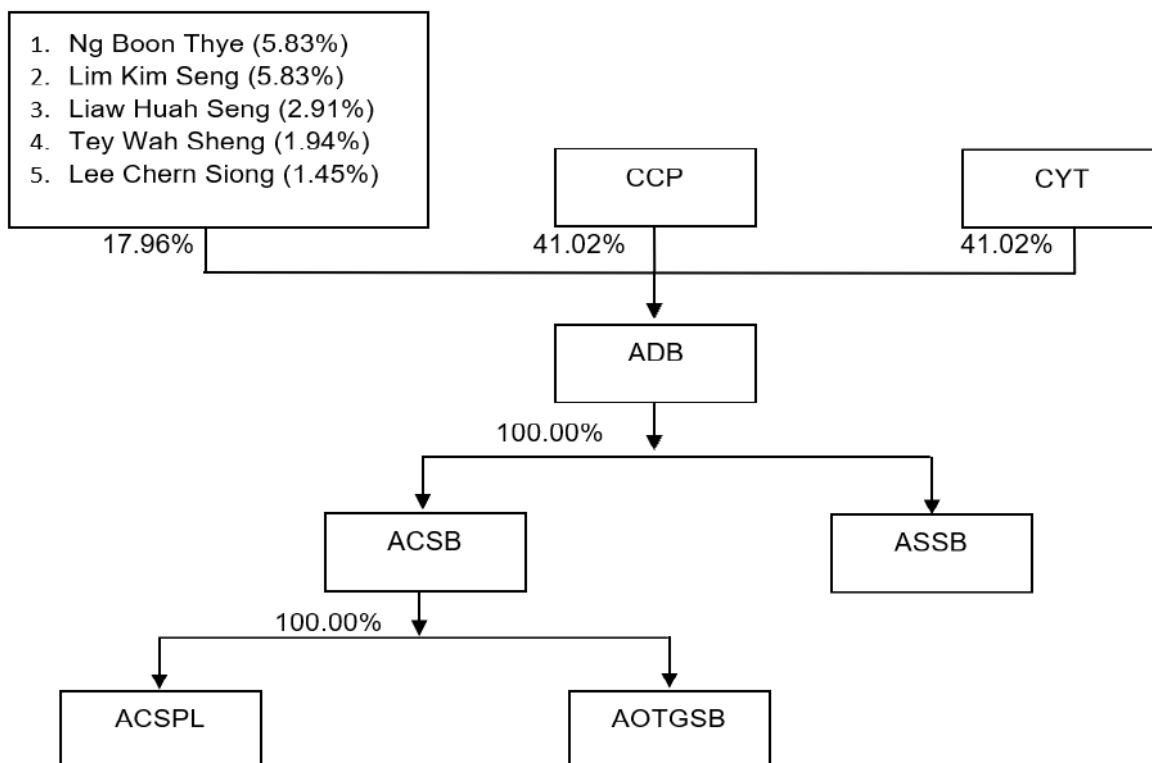 1. Ng Boon Thye (5.83%)
2. Lim Kim Seng (5.83%)
3. Liaw Huah Seng (2.91%)
4. Tey Wah Sheng (1.94%)
5. Lee Chern Siong (1.45%)
CCP
CYT
17.96%
41.02%
41.02%
ADB
100.00%
ACSB
ASSB
100.00%
ACSPL
AOTGSB